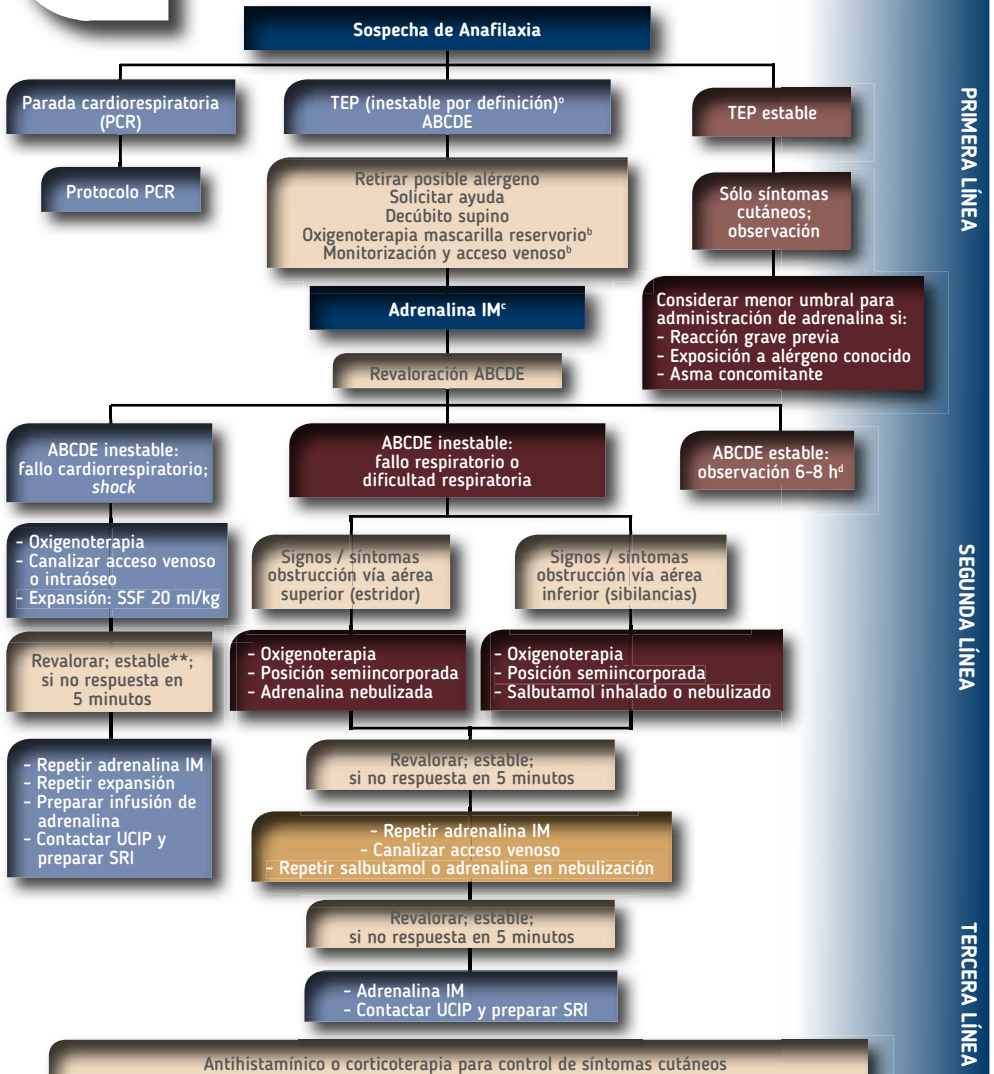 Sospecha de Anafilaxia
Parada cardiorespiratoria
(PCR)
Protocolo PCR
TEP (inestable por definición)ᵒ
ABCDE
Retirar posible alérgeno
Solicitar ayuda
Decúbito supino
Oxigenoterapia mascarilla reservorioᵇ
Monitorización y acceso venosoᵇ
Adrenalina IMᶜ
Revaloración ABCDE
TEP estable
Sólo síntomas
cutáneos;
observación
Considerar menor umbral para
administración de adrenalina si:
- Reacción grave previa
- Exposición a alérgeno conocido
- Asma concomitante
PRIMERA LÍNEA
ABCDE inestable:
fallo cardiorrespiratorio;
shock
- Oxigenoterapia
- Canalizar acceso venoso
o intraóseo
- Expansión: SSF 20 ml/kg
Revalorar; estable**;
si no respuesta en
5 minutos
- Repetir adrenalina IM
- Repetir expansión
- Preparar infusión de
adrenalina
- Contactar UCIP y
preparar SRI
ABCDE inestable:
fallo respiratorio o
dificultad respiratoria
Signos / síntomas
obstrucción vía aérea
superior (estridor)
- Oxigenoterapia
- Posición semiincorporada
- Adrenalina nebulizada
Signos / síntomas
obstrucción vía aérea
inferior (sibilancias)
- Oxigenoterapia
- Posición semiincorporada
- Salbutamol inhalado o nebulizado
ABCDE estable:
observación 6-8 hᵈ
SEGUNDA LÍNEA
Revalorar; estable;
si no respuesta en 5 minutos
- Repetir adrenalina IM
- Canalizar acceso venoso
- Repetir salbutamol o adrenalina en nebulización
Revalorar; estable;
si no respuesta en 5 minutos
- Adrenalina IM
- Contactar UCIP y preparar SRI
TERCERA LÍNEA
Antihistamínico o corticoterapia para control de síntomas cutáneos